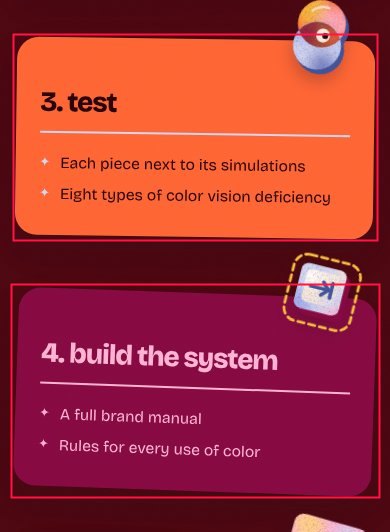 3. test
Each piece next to its simulations
Eight types of color vision deficiency
4. build the system
A full brand manual
Rules for every use of color